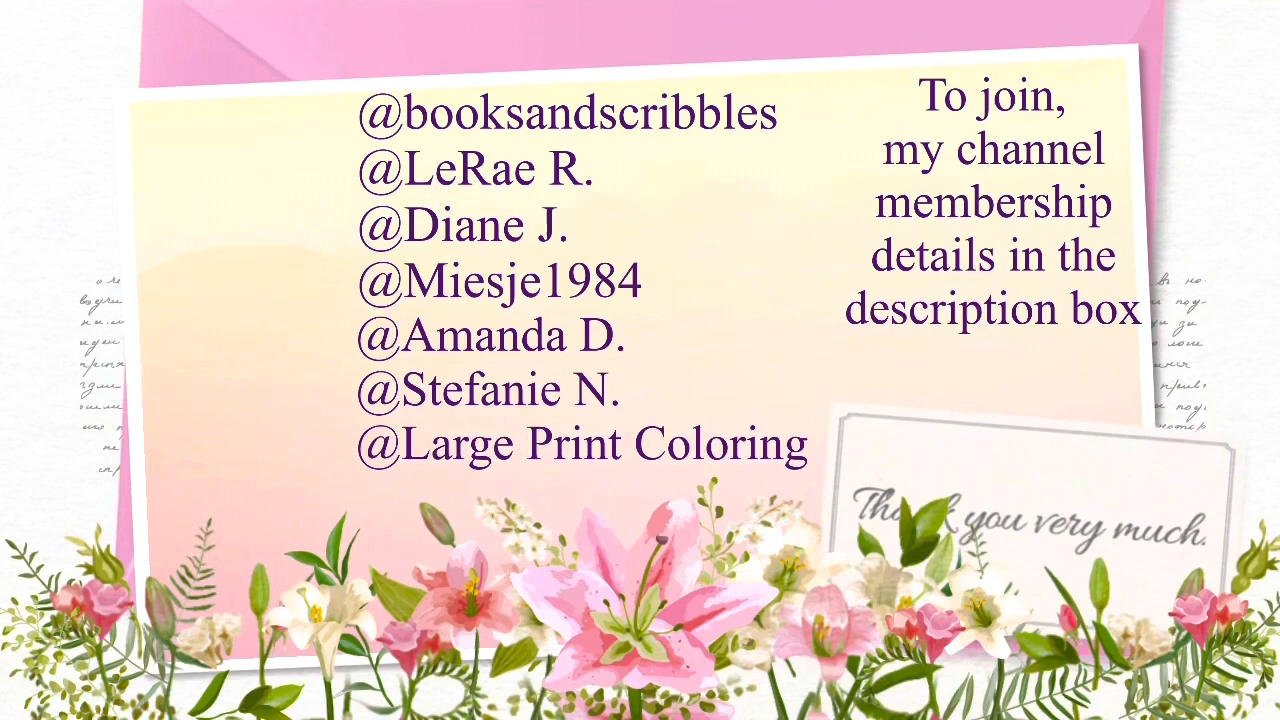 @booksandscribbles
@LeRae R.
@Diane J.
@Miesje1984
@Amanda D.
@Stefanie N.
@Large Print Coloring
To join,
my channel
membership
details in the
description box
Thank you very much.